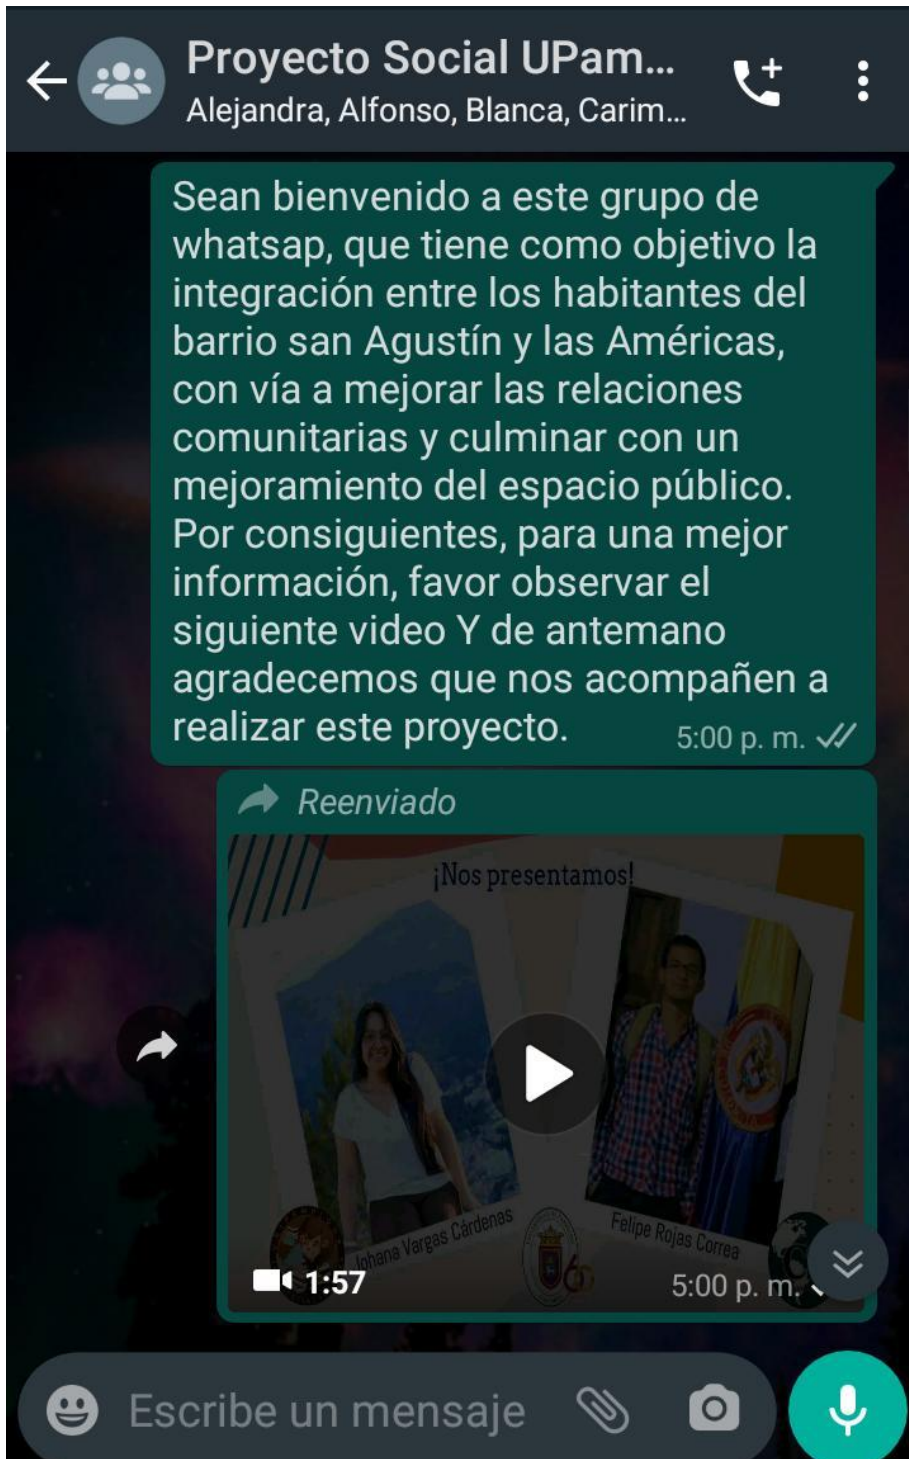 Proyecto Social UPam...
Alejandra, Alfonso, Blanca, Carim...
Sean bienvenido a este grupo de
whatsap, que tiene como objetivo la
integración entre los habitantes del
barrio san Agustín y las Américas,
con vía a mejorar las relaciones
comunitarias y culminar con un
mejoramiento del espacio público.
Por consiguientes, para una mejor
información, favor observar el
siguiente video Y de antemano
agradecemos que nos acompañen a
realizar este proyecto.
5:00 p. m.
Reenviado
¡Nos presentamos!
Johana Vargas Cárdenas
Felipe Rojas Correa
1:57
5:00 p. m.
Escribe un mensaje